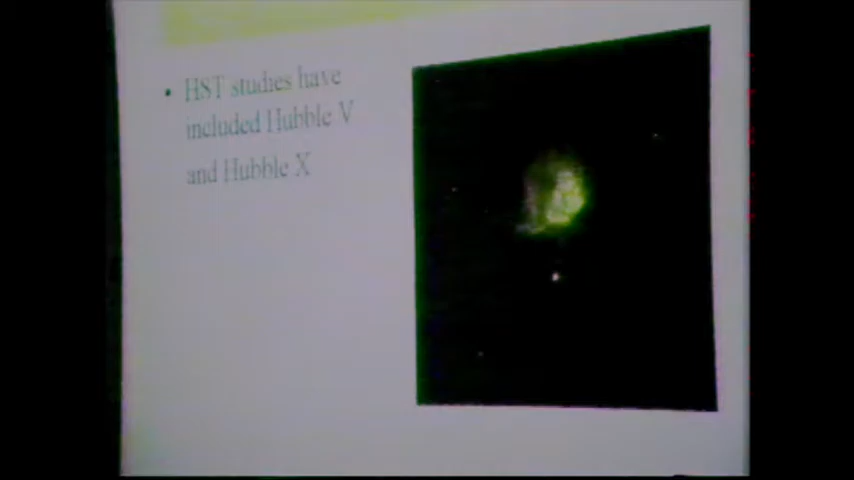 • HST studies have
included Hubble V
and Hubble X